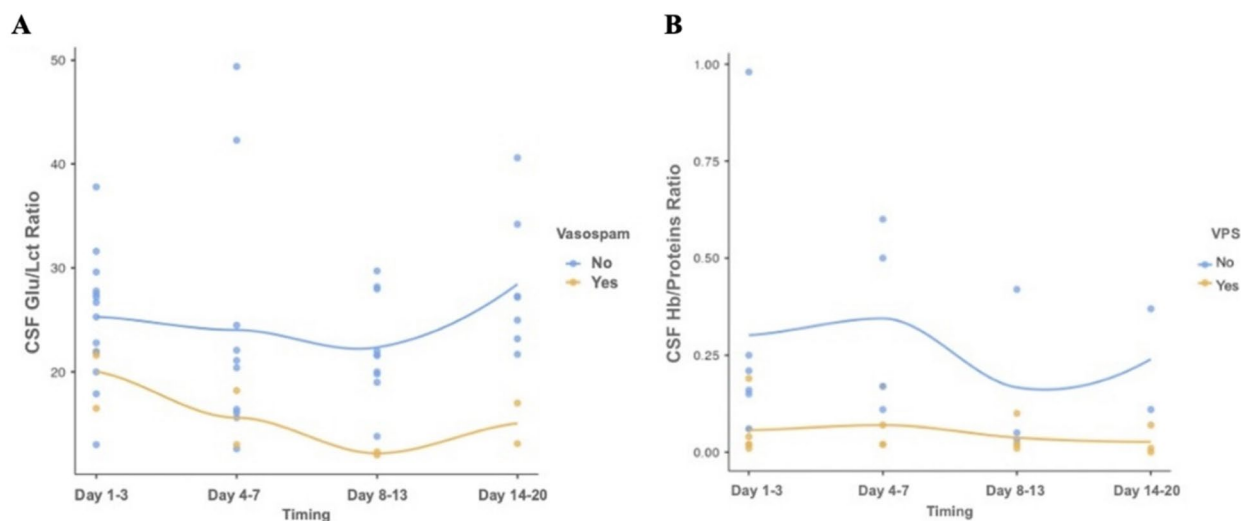 A
CSF Glu/Lct Ratio
50
40
30
20
Day 1-3
Day 4-7
Day 8-13
Day 14-20
Timing
Vasospam
No
Yes
B
CSF Hb/Proteins Ratio
1.00
0.75
0.50
0.25
0.00
Day 1-3
Day 4-7
Day 8-13
Day 14-20
Timing
VPS
No
Yes